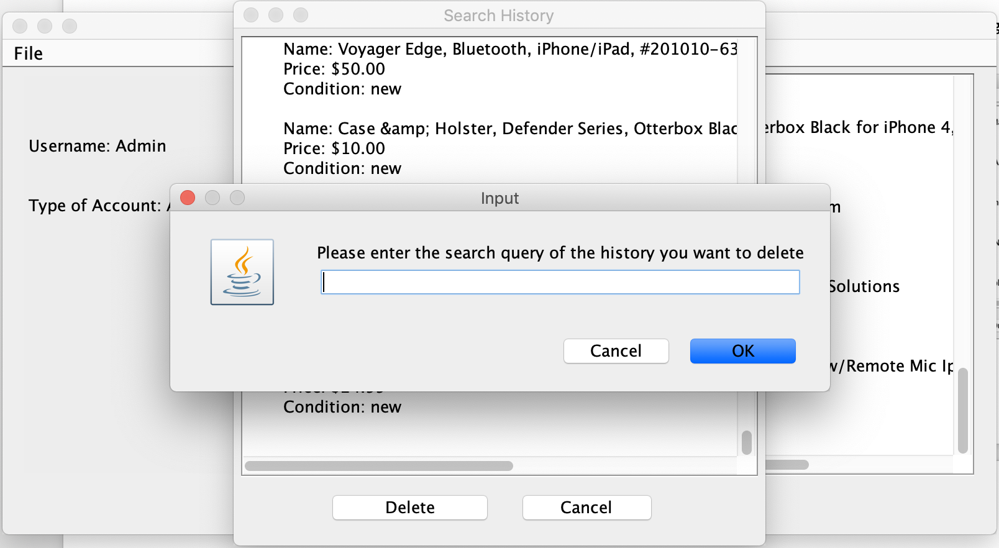 Search History
File
Name: Voyager Edge, Bluetooth, iPhone/iPad, #201010-63
Price: $50.00
Condition: new
Name: Case &amp; Holster, Defender Series, Otterbox Blac
Price: $10.00
Condition: new
erbox Black for iPhone 4,
Username: Admin
Type of Account:
Input
Please enter the search query of the history you want to delete
Cancel
OK
Solutions
w/Remote Mic Ip
Condition: new
Delete
Cancel